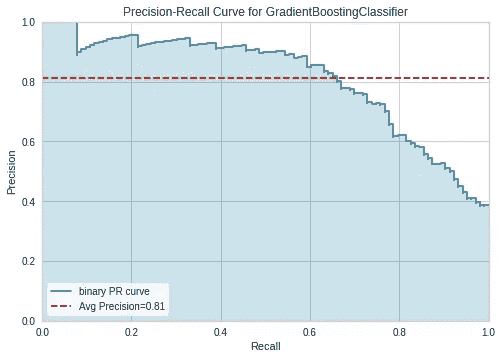 Precision-Recall Curve for GradientBoostingClassifier
1.0
0.8
0.6
0.4
0.2
0.0
Precision
binary PR curve
Avg Precision=0.81
0.0 0.2 0.4 0.6 0.8 1.0
Recall